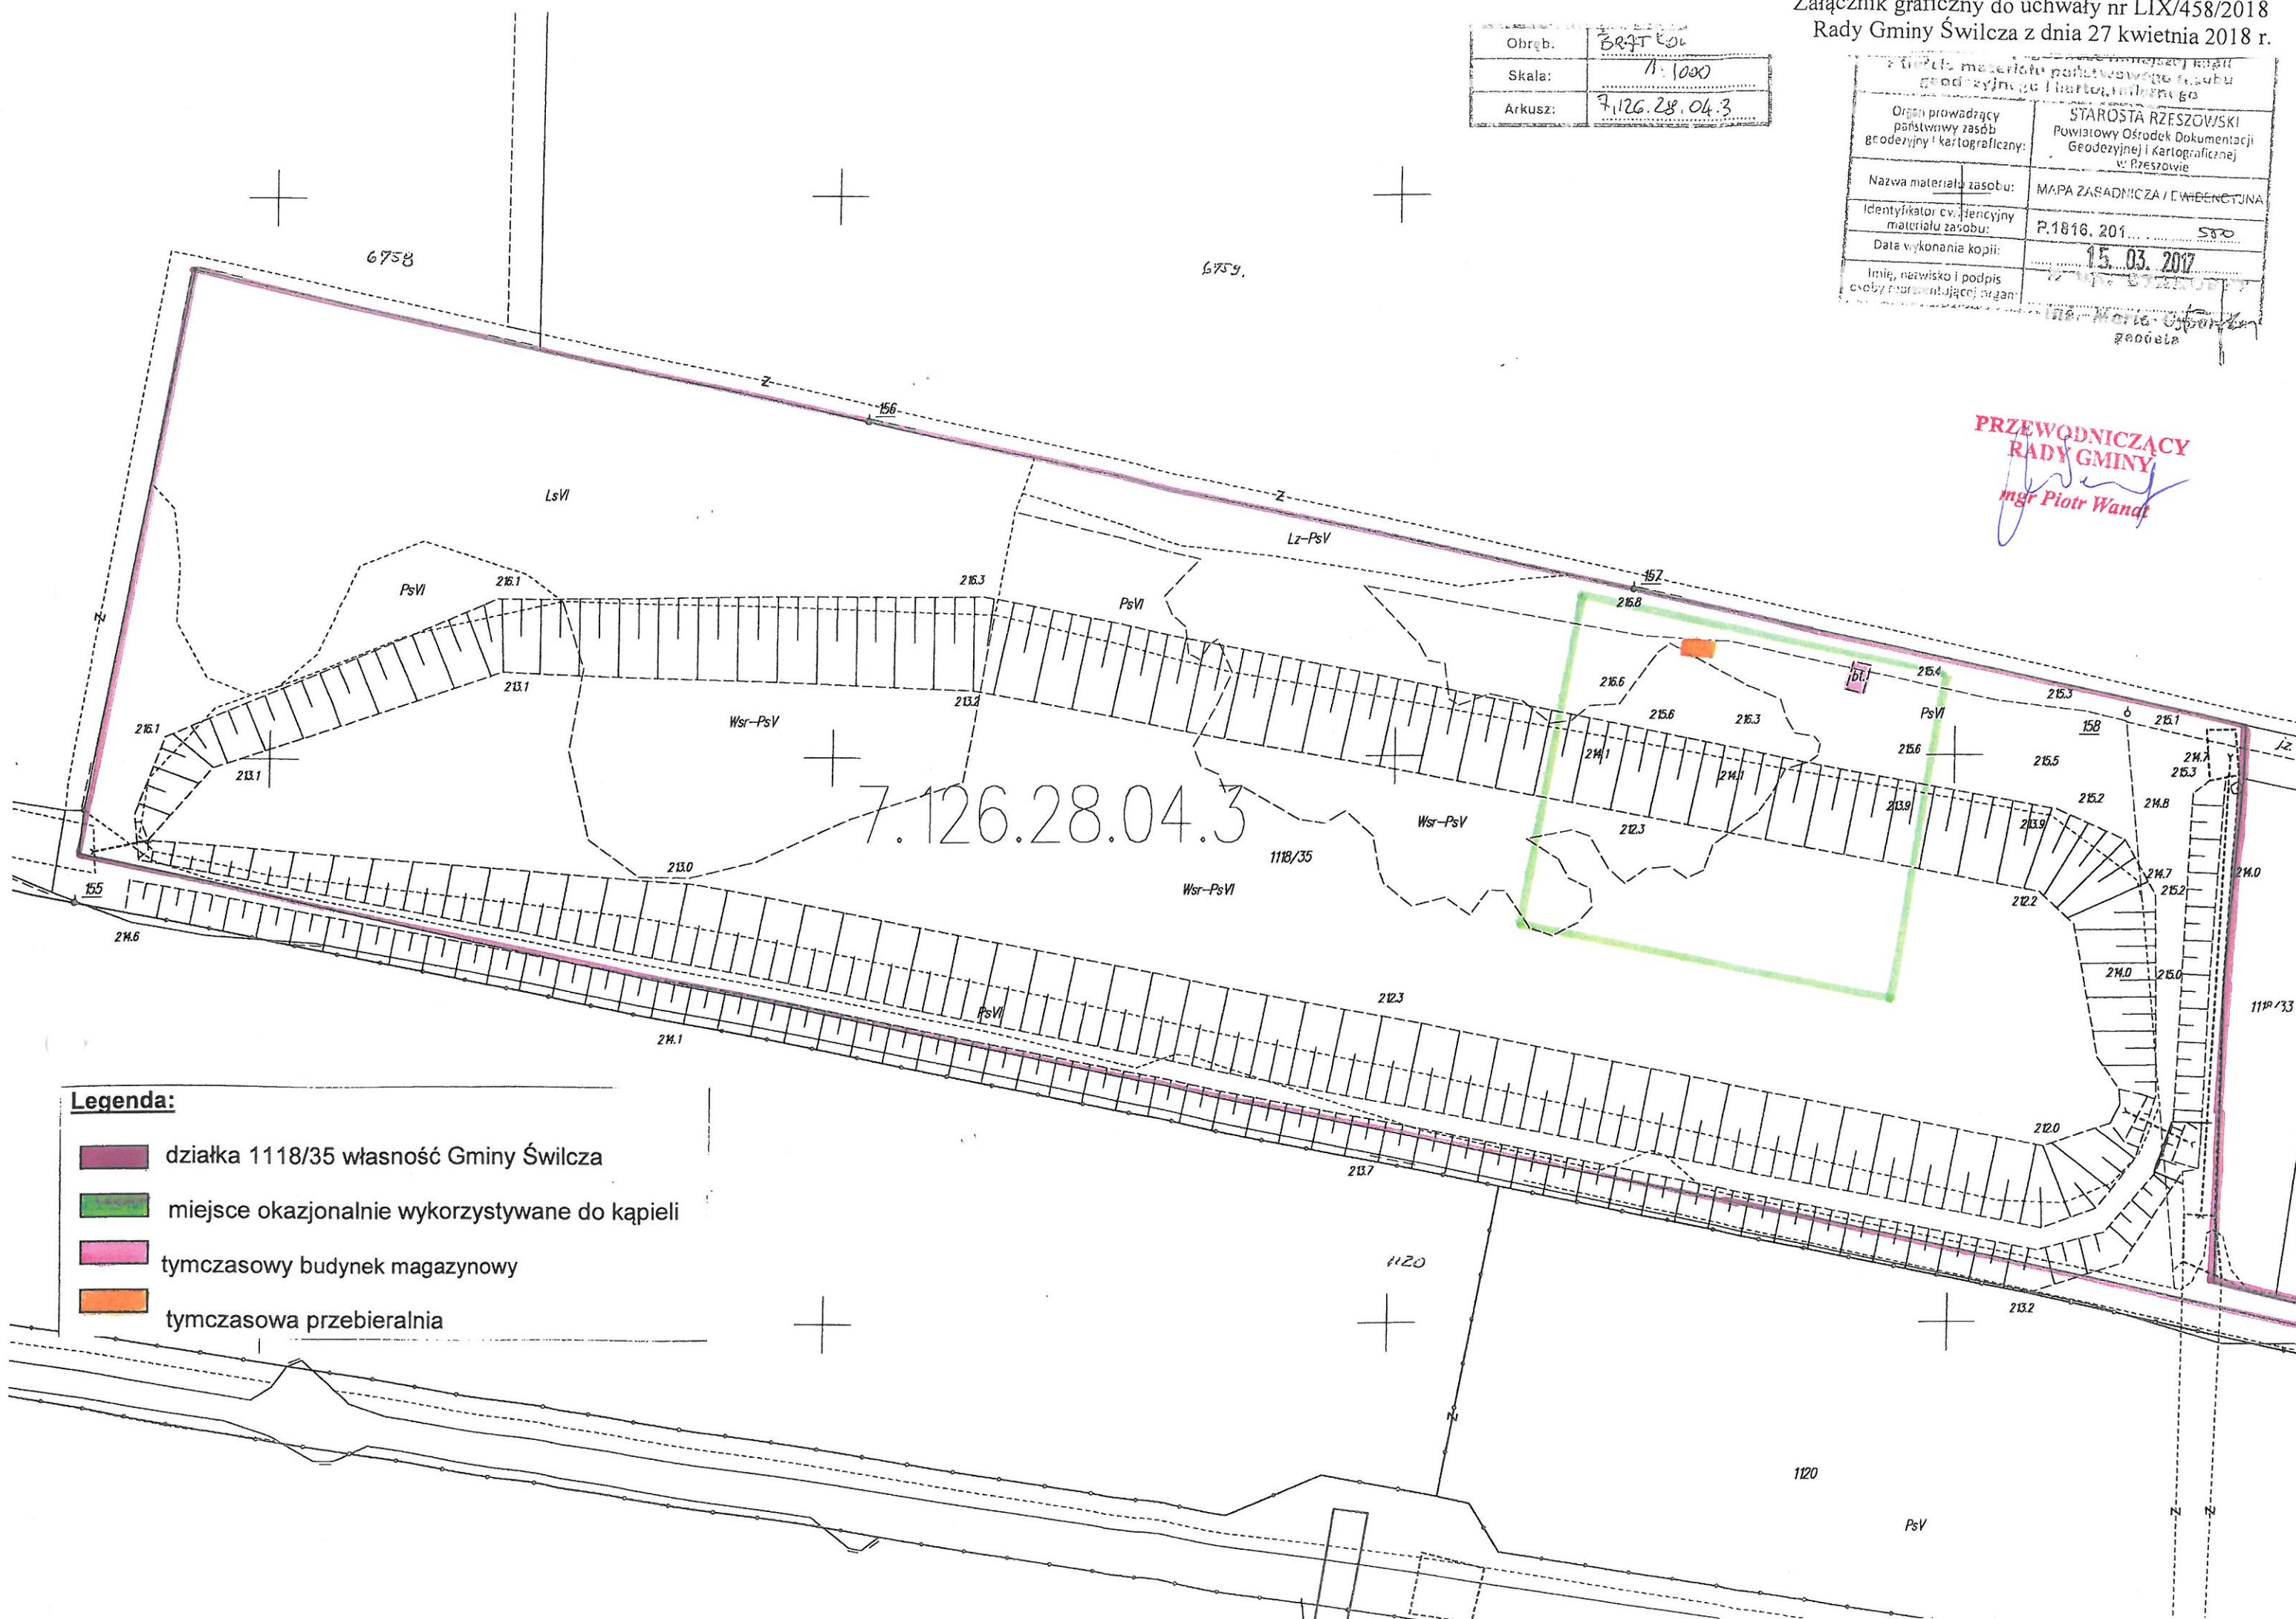 Załącznik graficzny do uchwały nr LIX/458/2018
Rady Gminy Świlcza z dnia 27 kwietnia 2018 r.
Obręb:
Skala: 1:1000
Arkusz: 7.126.28.04.3
materiału państwowego zasobu
geodezyjnego i kartograficznego
Organ prowadzący państwowy zasób geodezyjny i kartograficzny:
STAROSTA RZESZOWSKI
Powiatowy Ośrodek Dokumentacji
Geodezyjnej i Kartograficznej
w Rzeszowie
Nazwa materiału zasobu: MAPA ZASADNICZA / EWIDENCYJNA
Identyfikator ewidencyjny materiału zasobu: P.1816.201... 580
Data wykonania kopii: 15. 03. 2017
Imię, nazwisko i podpis osoby reprezentującej organ:
geodeta
PRZEWODNICZĄCY
RADY GMINY
mgr Piotr Wanat
6758
6759.
Z
156
LsVI
Z
Lz-PsV
157
216.8
PsVI
216.1
216.3
PsVI
Z
216.6
bt.
215.4
215.3
PsVI
158
215.1
Lz
213.1
213.2
Wsr-PsV
215.6
216.3
216.1
213.1
214.1
214.1
215.6
215.5
214.7
215.3
7.126.28.04.3
Wsr-PsV
212.3
213.9
213.9
215.2
214.8
1118/35
213.0
Wsr-PsVI
214.7
215.2
214.0
212.2
155
214.6
214.0
215.0
212.3
PsVI
1118/33
214.1
212.0
213.7
213.2
Legenda:
działka 1118/35 własność Gminy Świlcza
miejsce okazjonalnie wykorzystywane do kąpieli
tymczasowy budynek magazynowy
tymczasowa przebieralnia
1120
Z
1120
PsV
Z
Z